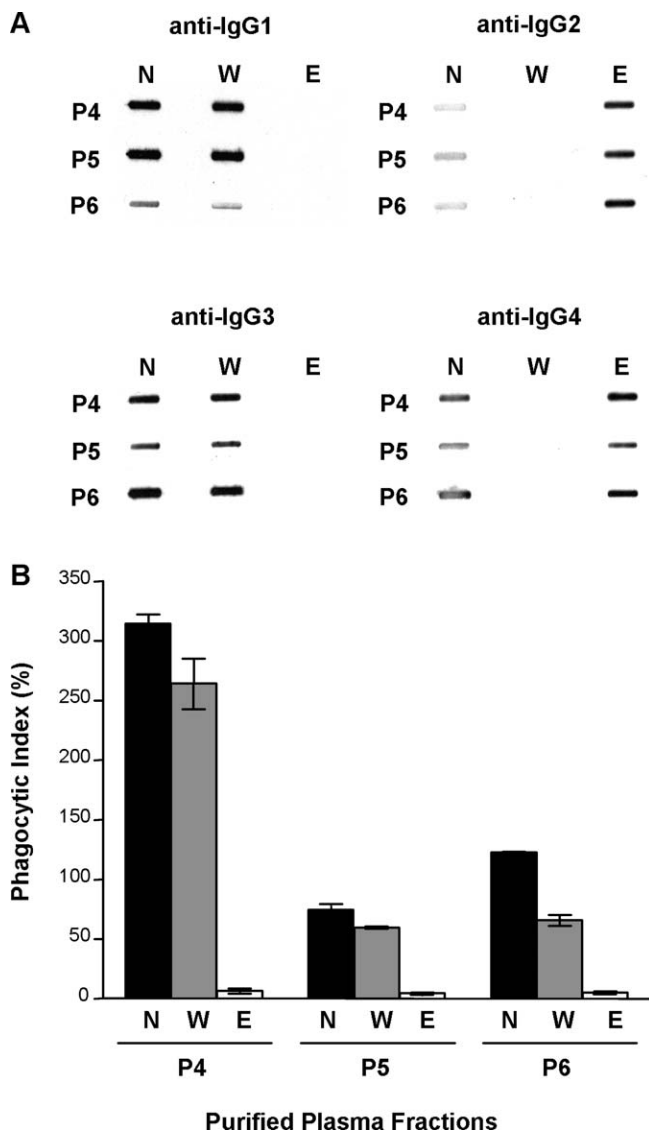 A
anti-IgG1
anti-IgG2
N W E
N W E
P4
P4
P5
P5
P6
P6
anti-IgG3
anti-IgG4
N W E
N W E
P4
P4
P5
P5
P6
P6
B
Phagocytic Index (%)
350
300
250
200
150
100
50
0
N W E N W E N W E
P4 P5 P6
Purified Plasma Fractions